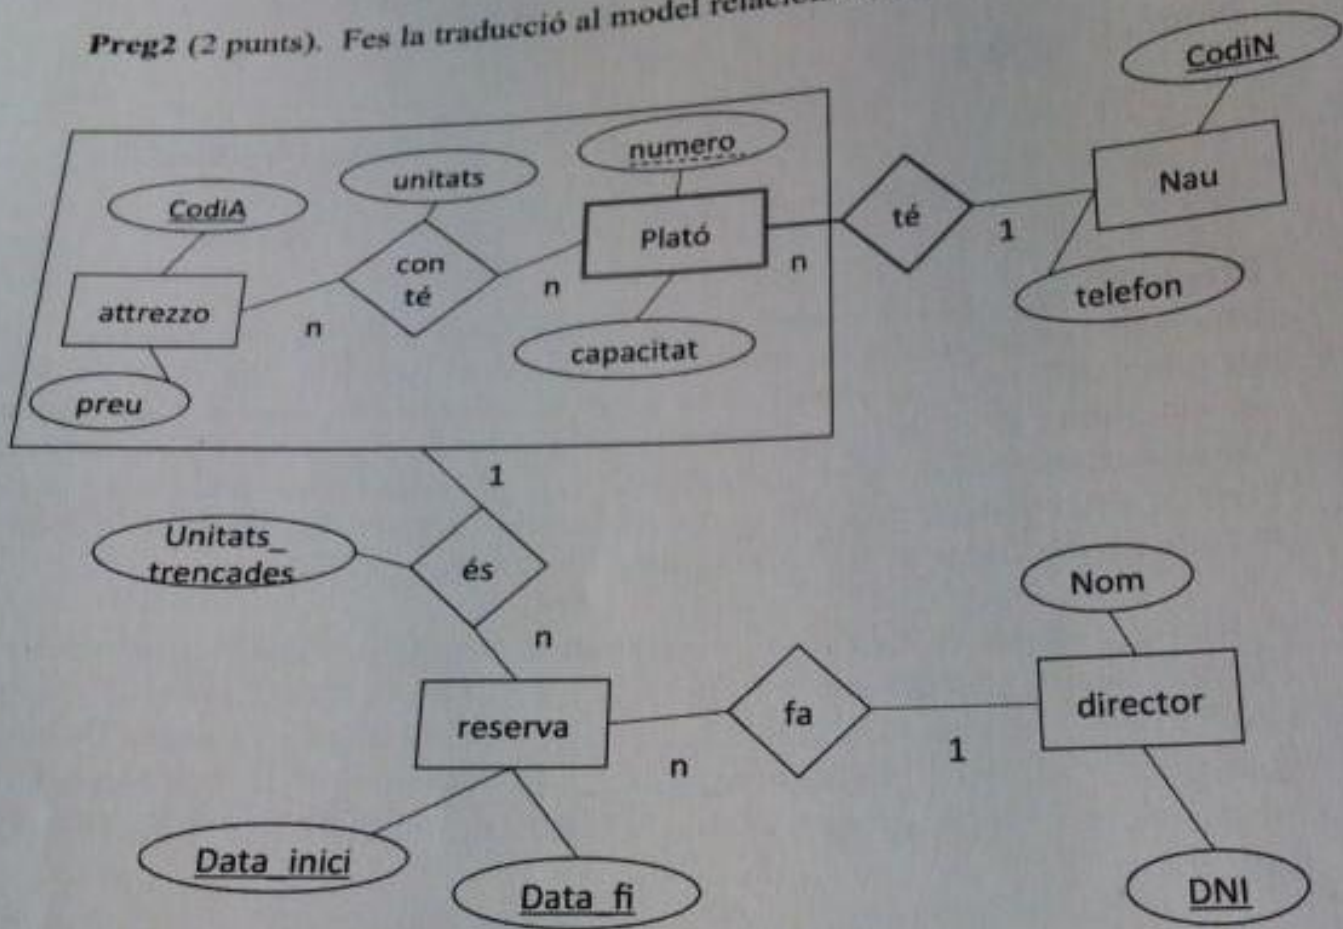 Preg2 (2 punts). Fes la traducció al model
CodiN
numero
unitats
CodiA
Nau
té
Plató
1
con
té
n
n
attrezzo
n
telefon
capacitat
preu
1
Unitats_
trencades
és
Nom
n
director
reserva
fa
1
n
Data_inici
Data_fi
DNI